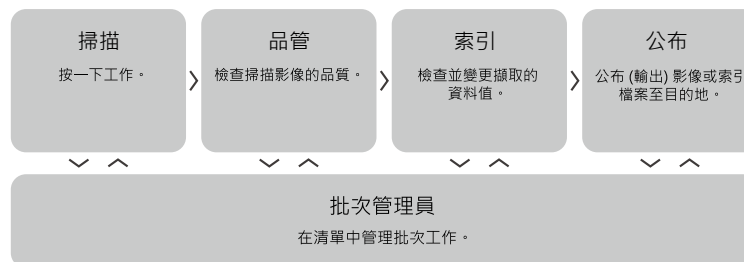 掃描
按一下工作。
品管
檢查掃描影像的品質。
索引
檢查並變更擷取的
資料值。
公布
公布 (輸出) 影像或索引
檔案至目的地。
批次管理員
在清單中管理批次工作。